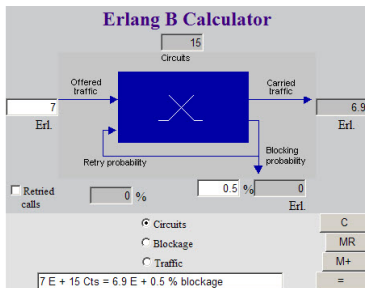 Erlang B Calculator
15
Circuits
Offered traffic
Carried traffic
7
6.9
Erl.
Erl.
Retry probability
Blocking probability
Retried calls
0 %
0.5 %
0
Erl.
Circuits
C
Blockage
MR
Traffic
M+
7 E + 15 Cts = 6.9 E + 0.5 % blockage
=